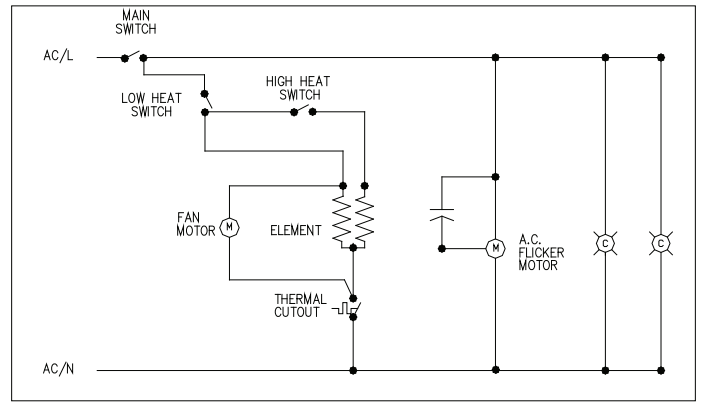 MAIN
SWITCH
AC/L
HIGH HEAT
SWITCH
LOW HEAT
SWITCH
FAN
MOTOR
M
ELEMENT
M
A.C.
FLICKER
MOTOR
C
C
THERMAL
CUTOUT
AC/N